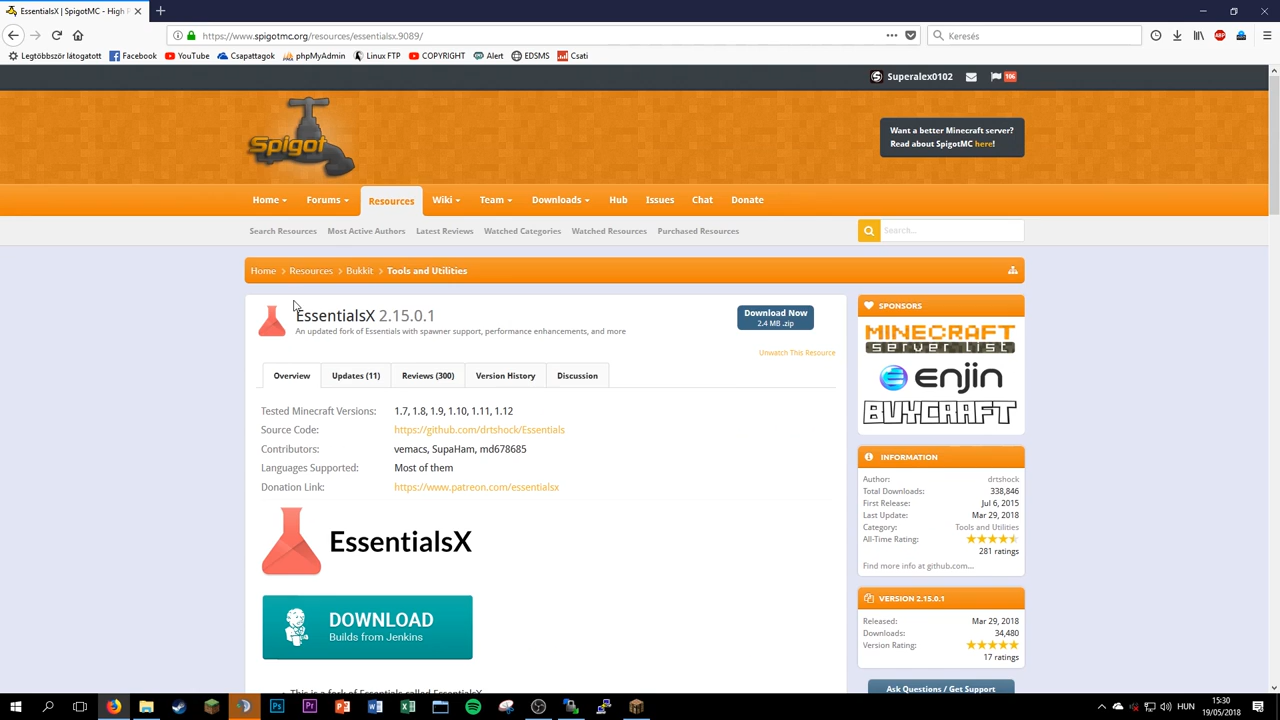 EssentialsX | SpigotMC - High P
https://www.spigotmc.org/resources/essentialsx.9089/
Keresés
Legtöbbször látogatott
Facebook
YouTube
Csapattagok
phpMyAdmin
Linux FTP
COPYRIGHT
Alert
EDSMS
Csati
Superalex0102
106
Spigot
Want a better Minecraft server?
Read about SpigotMC here!
Home
Forums
Resources
Wiki
Team
Downloads
Hub
Issues
Chat
Donate
Search Resources
Most Active Authors
Latest Reviews
Watched Categories
Watched Resources
Purchased Resources
Search...
Home > Resources > Bukkit > Tools and Utilities
EssentialsX 2.15.0.1
An updated fork of Essentials with spawner support, performance enhancements, and more
Download Now
2.4 MB .zip
Unwatch This Resource
Overview
Updates (11)
Reviews (300)
Version History
Discussion
Tested Minecraft Versions: 1.7, 1.8, 1.9, 1.10, 1.11, 1.12
Source Code: https://github.com/drtshock/Essentials
Contributors: vemacs, SupaHam, md678685
Languages Supported: Most of them
Donation Link: https://www.patreon.com/essentialsx
EssentialsX
DOWNLOAD
Builds from Jenkins
This is a fork of Essentials called EssentialsX
SPONSORS
MINECRAFT
SERVER LIST
enjin
BUYCRAFT
INFORMATION
Author: drtshock
Total Downloads: 338,846
First Release: Jul 6, 2015
Last Update: Mar 29, 2018
Category: Tools and Utilities
All-Time Rating:
281 ratings
Find more info at github.com...
VERSION 2.15.0.1
Released: Mar 29, 2018
Downloads: 34,480
Version Rating:
17 ratings
Ask Questions / Get Support
HUN
15:30
19/05/2018